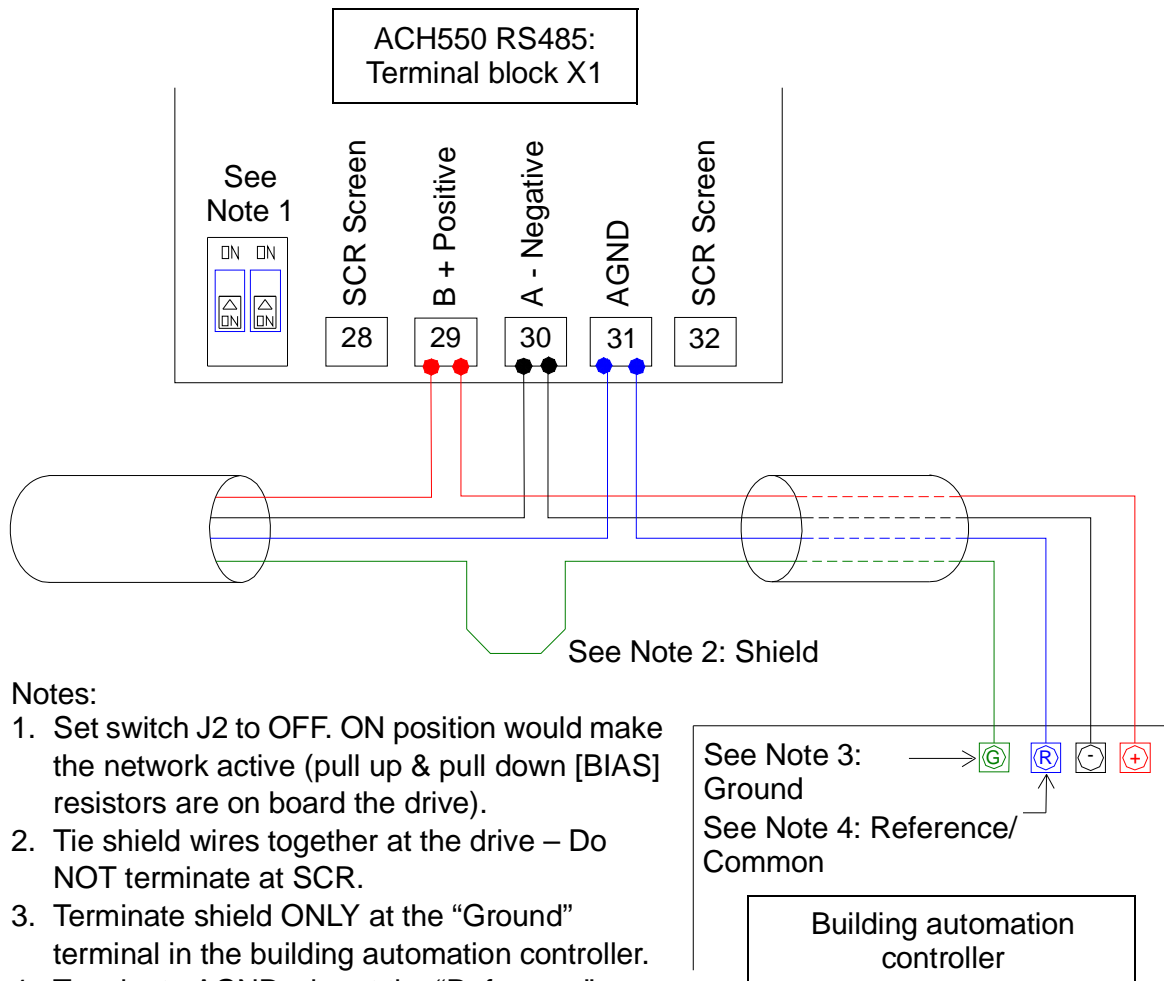 ACH550 RS485:
Terminal block X1
See
Note 1
ON ON
ON ON
SCR Screen
B + Positive
A - Negative
AGND
SCR Screen
28
29
30
31
32
See Note 2: Shield
Notes:
1. Set switch J2 to OFF. ON position would make
the network active (pull up & pull down [BIAS]
resistors are on board the drive).
2. Tie shield wires together at the drive – Do
NOT terminate at SCR.
3. Terminate shield ONLY at the “Ground”
terminal in the building automation controller.
See Note 3:
Ground
G R - +
See Note 4: Reference/
Common
Building automation
controller